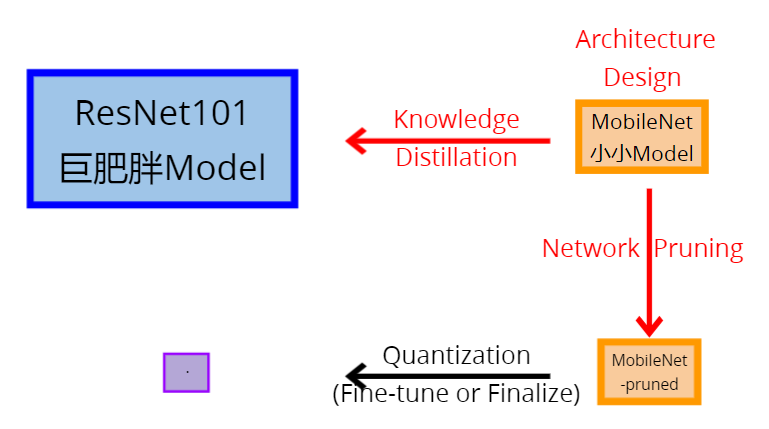 Architecture
Design
ResNet101
巨肥胖Model
Knowledge
Distillation
MobileNet
小小Model
Network Pruning
Quantization
(Fine-tune or Finalize)
MobileNet
-pruned
.